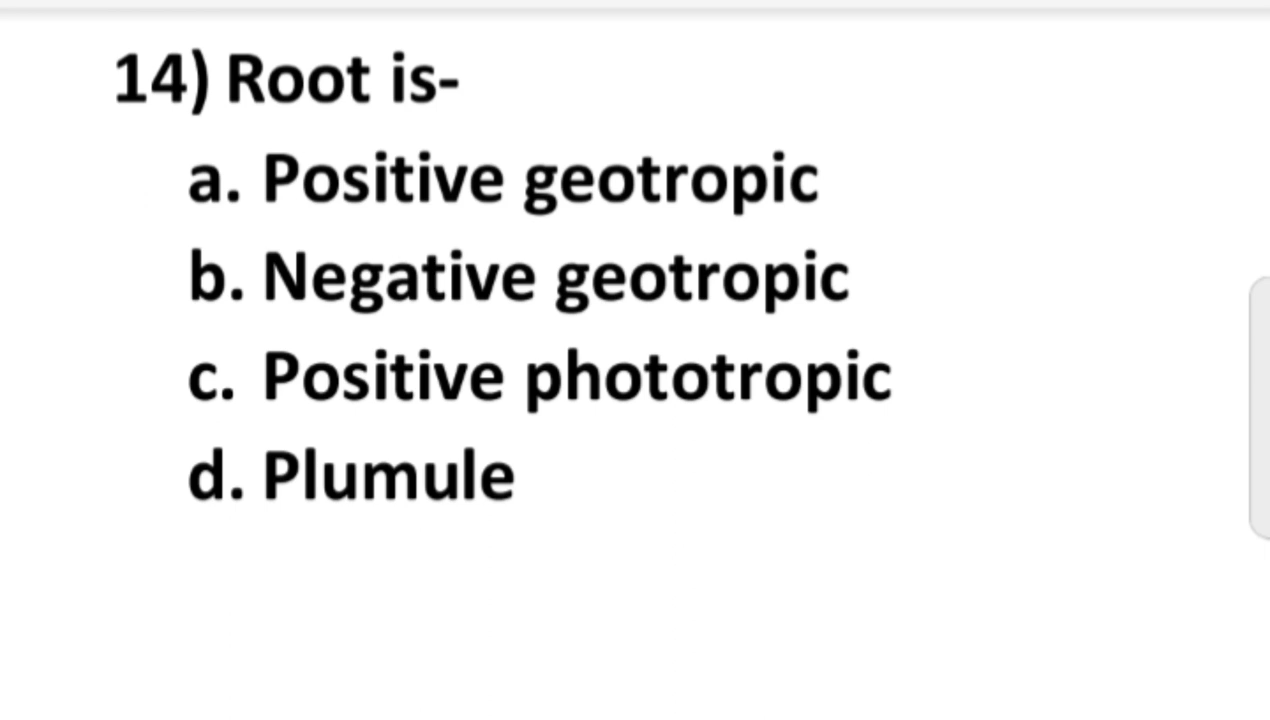 14) Root is-
a. Positive geotropic
b. Negative geotropic
c. Positive phototropic
d. Plumule